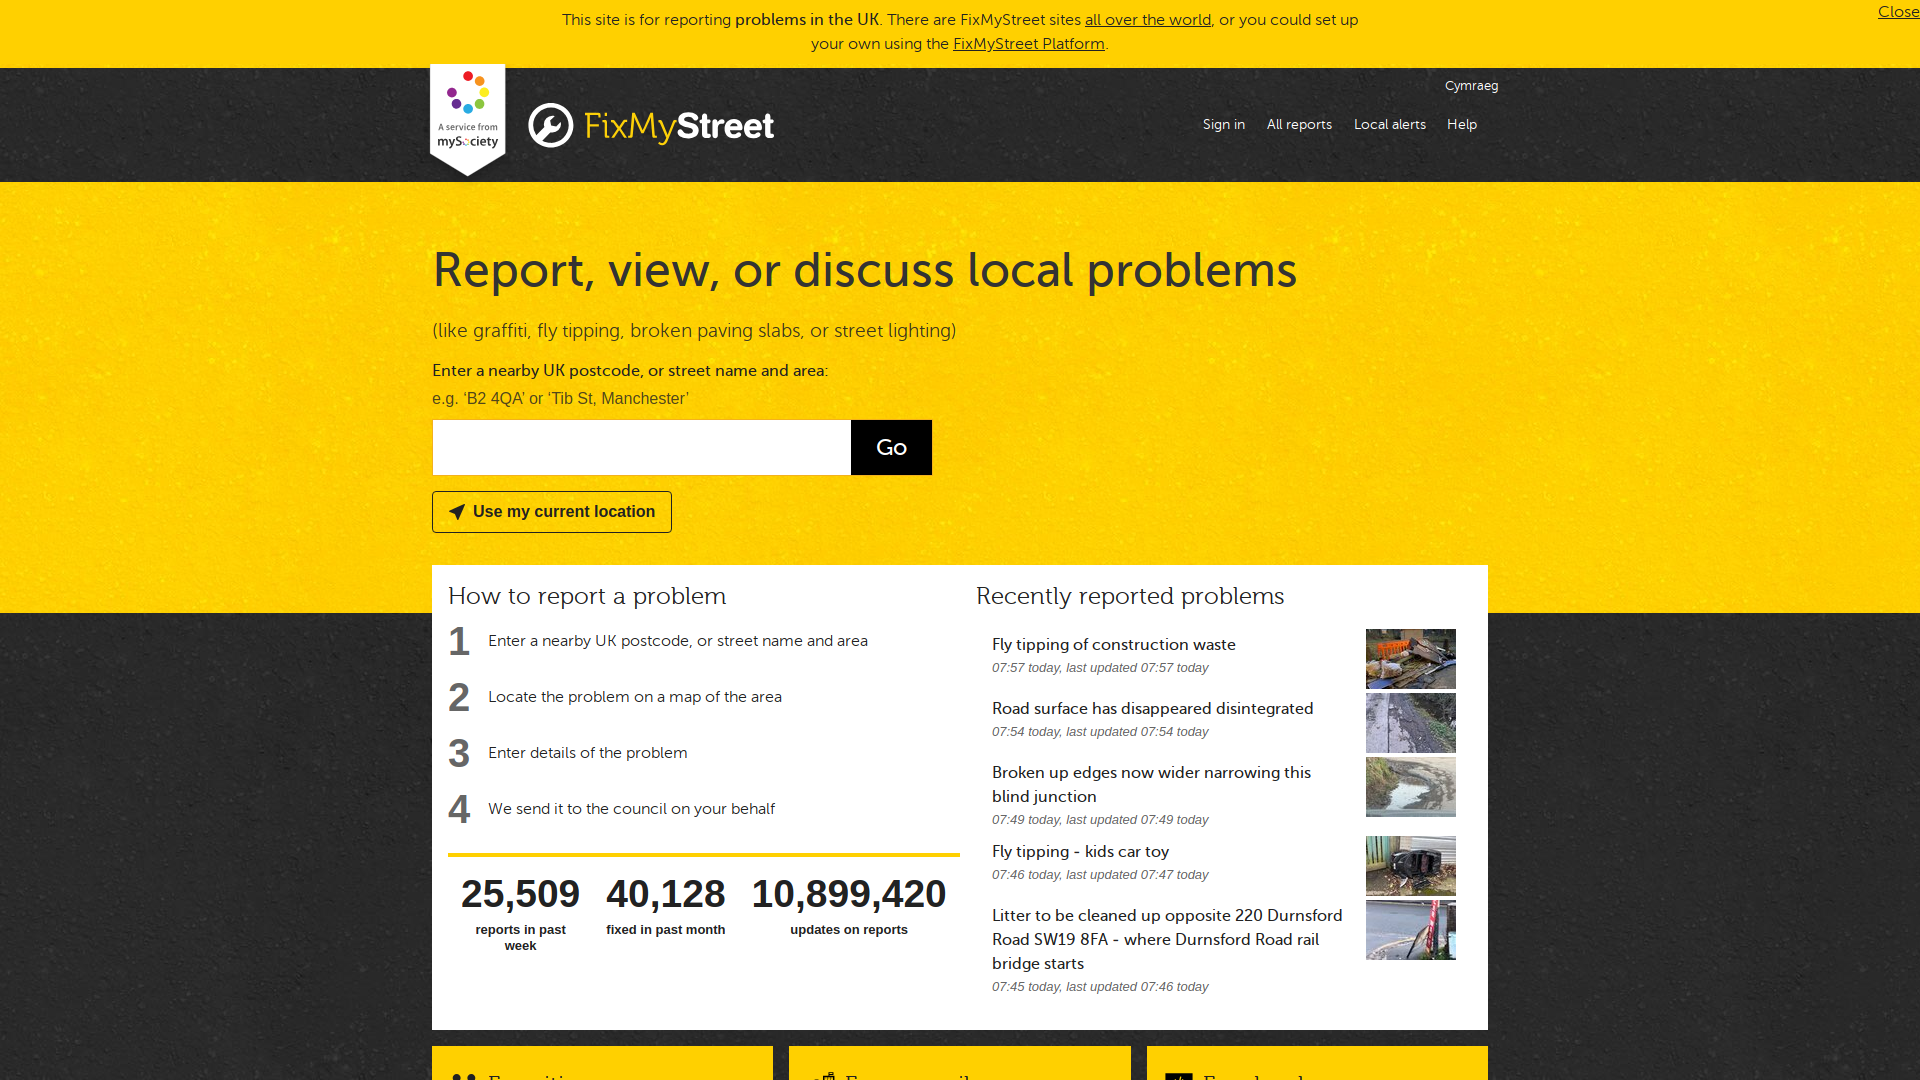 This site is for reporting problems in the UK. There are FixMyStreet sites all over the world, or you could set up
your own using the FixMyStreet Platform.
Close
Cymraeg
A service from
mySociety
FixMyStreet
Sign in
All reports
Local alerts
Help
Report, view, or discuss local problems
(like graffiti, fly tipping, broken paving slabs, or street lighting)
Enter a nearby UK postcode, or street name and area:
e.g. ‘B2 4QA’ or ‘Tib St, Manchester’
Go
Use my current location
How to report a problem
1 Enter a nearby UK postcode, or street name and area
2 Locate the problem on a map of the area
3 Enter details of the problem
4 We send it to the council on your behalf
25,509
reports in past
week
40,128
fixed in past month
10,899,420
updates on reports
Recently reported problems
Fly tipping of construction waste
07:57 today, last updated 07:57 today
Road surface has disappeared disintegrated
07:54 today, last updated 07:54 today
Broken up edges now wider narrowing this
blind junction
07:49 today, last updated 07:49 today
Fly tipping - kids car toy
07:46 today, last updated 07:47 today
Litter to be cleaned up opposite 220 Durnsford
Road SW19 8FA - where Durnsford Road rail
bridge starts
07:45 today, last updated 07:46 today